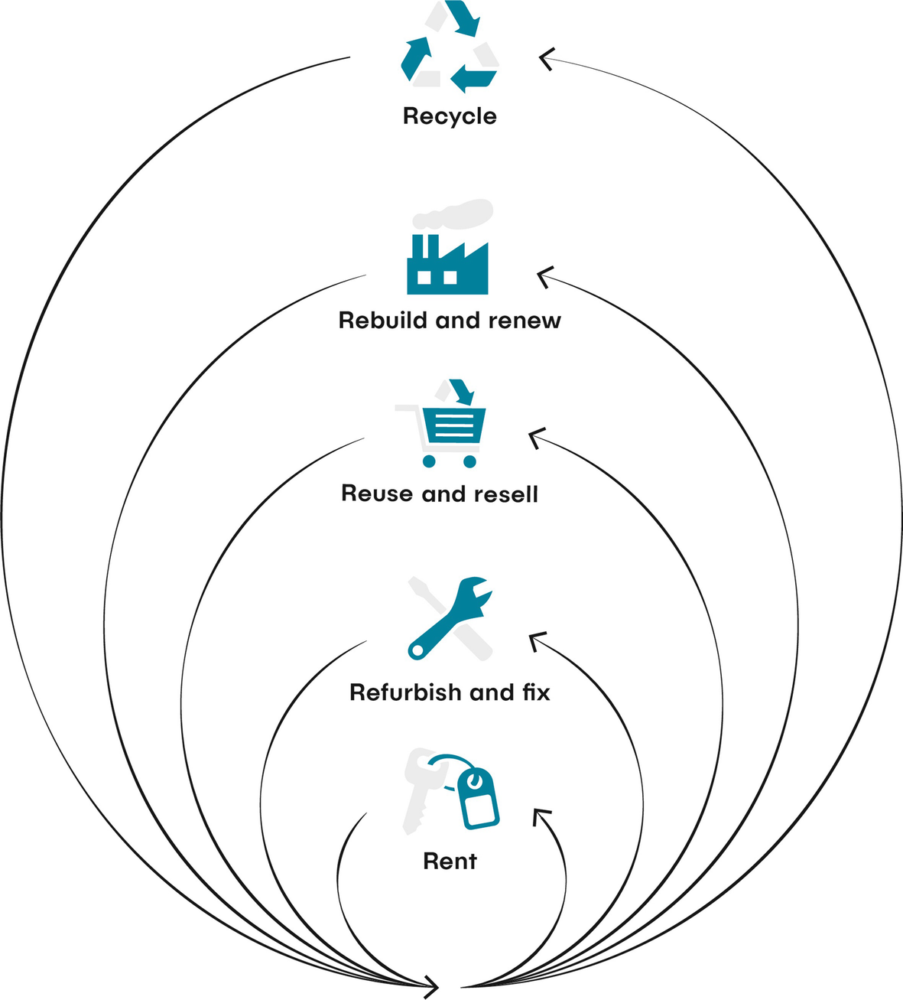 Recycle
Rebuild and renew
Reuse and resell
Refurbish and fix
Rent